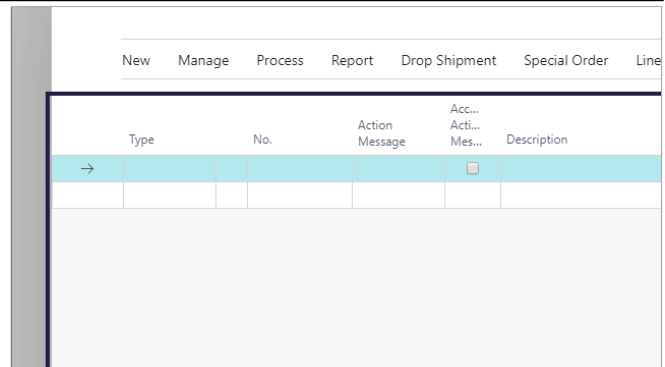 New Manage Process Report Drop Shipment Special Order Line
Type No. Action Message Acc... Acti... Mes... Description